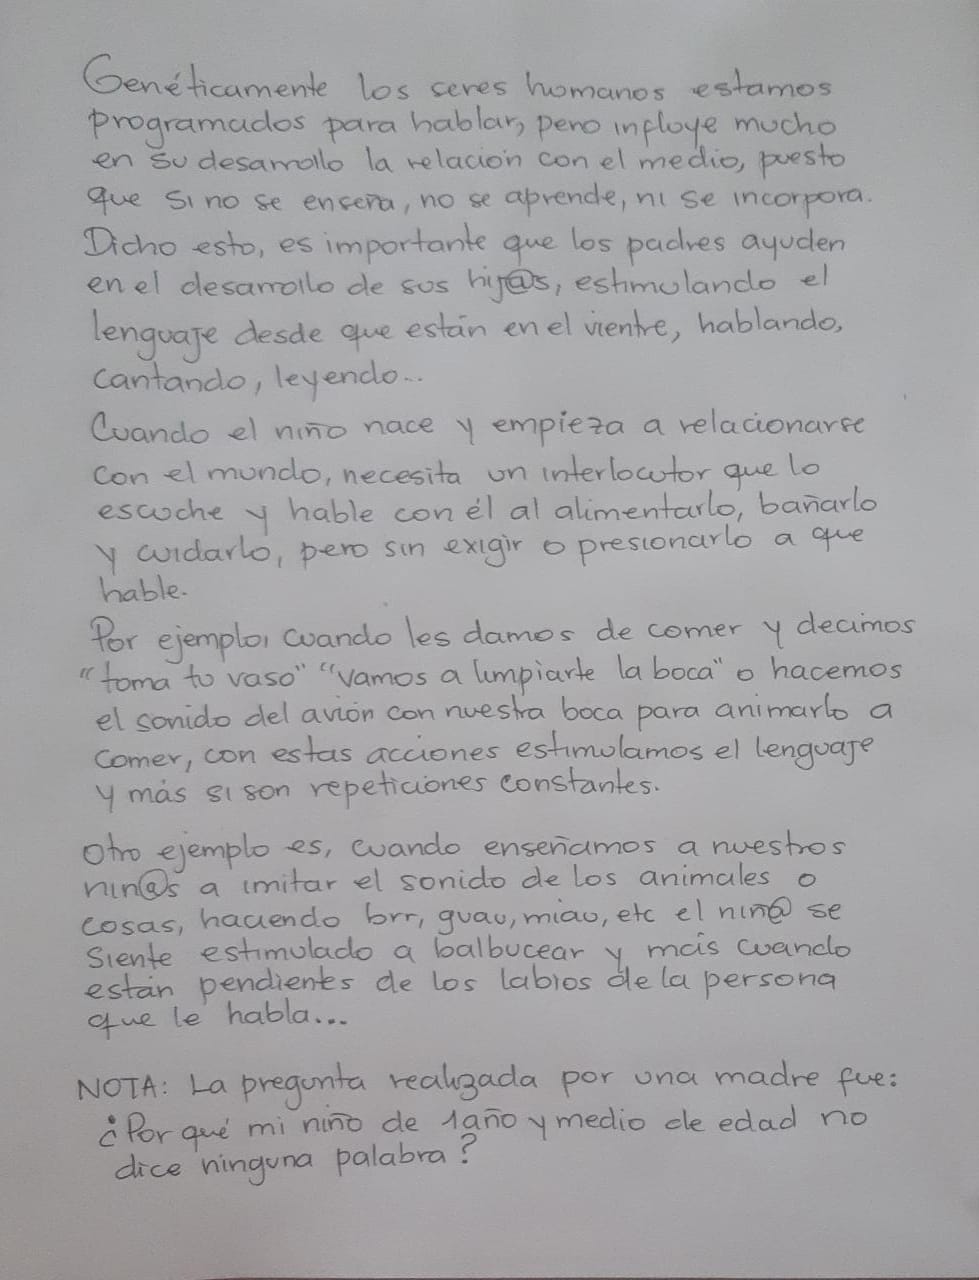 Genéticamente los seres humanos estamos
programados para hablar, pero influye mucho
en su desarrollo la relación con el medio, puesto
que si no se enseña, no se aprende, ni se incorpora.
Dicho esto, es importante que los padres ayuden
en el desarrollo de sus hij@s, estimulando el
lenguaje desde que están en el vientre, hablando,
cantando, leyendo...
Cuando el niño nace y empieza a relacionarse
con el mundo, necesita un interlocutor que lo
escuche y hable con él al alimentarlo, bañarlo
y cuidarlo, pero sin exigir o presionarlo a que
hable.
Por ejemplo, cuando les damos de comer y decimos
"toma tu vaso" "vamos a limpiarte la boca" o hacemos
el sonido del avión con nuestra boca para animarlo a
comer, con estas acciones estimulamos el lenguaje
y más si son repeticiones constantes.
Otro ejemplo es, cuando enseñamos a nuestros
niñ@s a imitar el sonido de los animales o
cosas, haciendo brr, guau, miau, etc el niñ@ se
siente estimulado a balbucear y más cuando
están pendientes de los labios de la persona
que le habla...
NOTA: La pregunta realizada por una madre fue:
¿Por qué mi niño de 1año y medio de edad no
dice ninguna palabra?